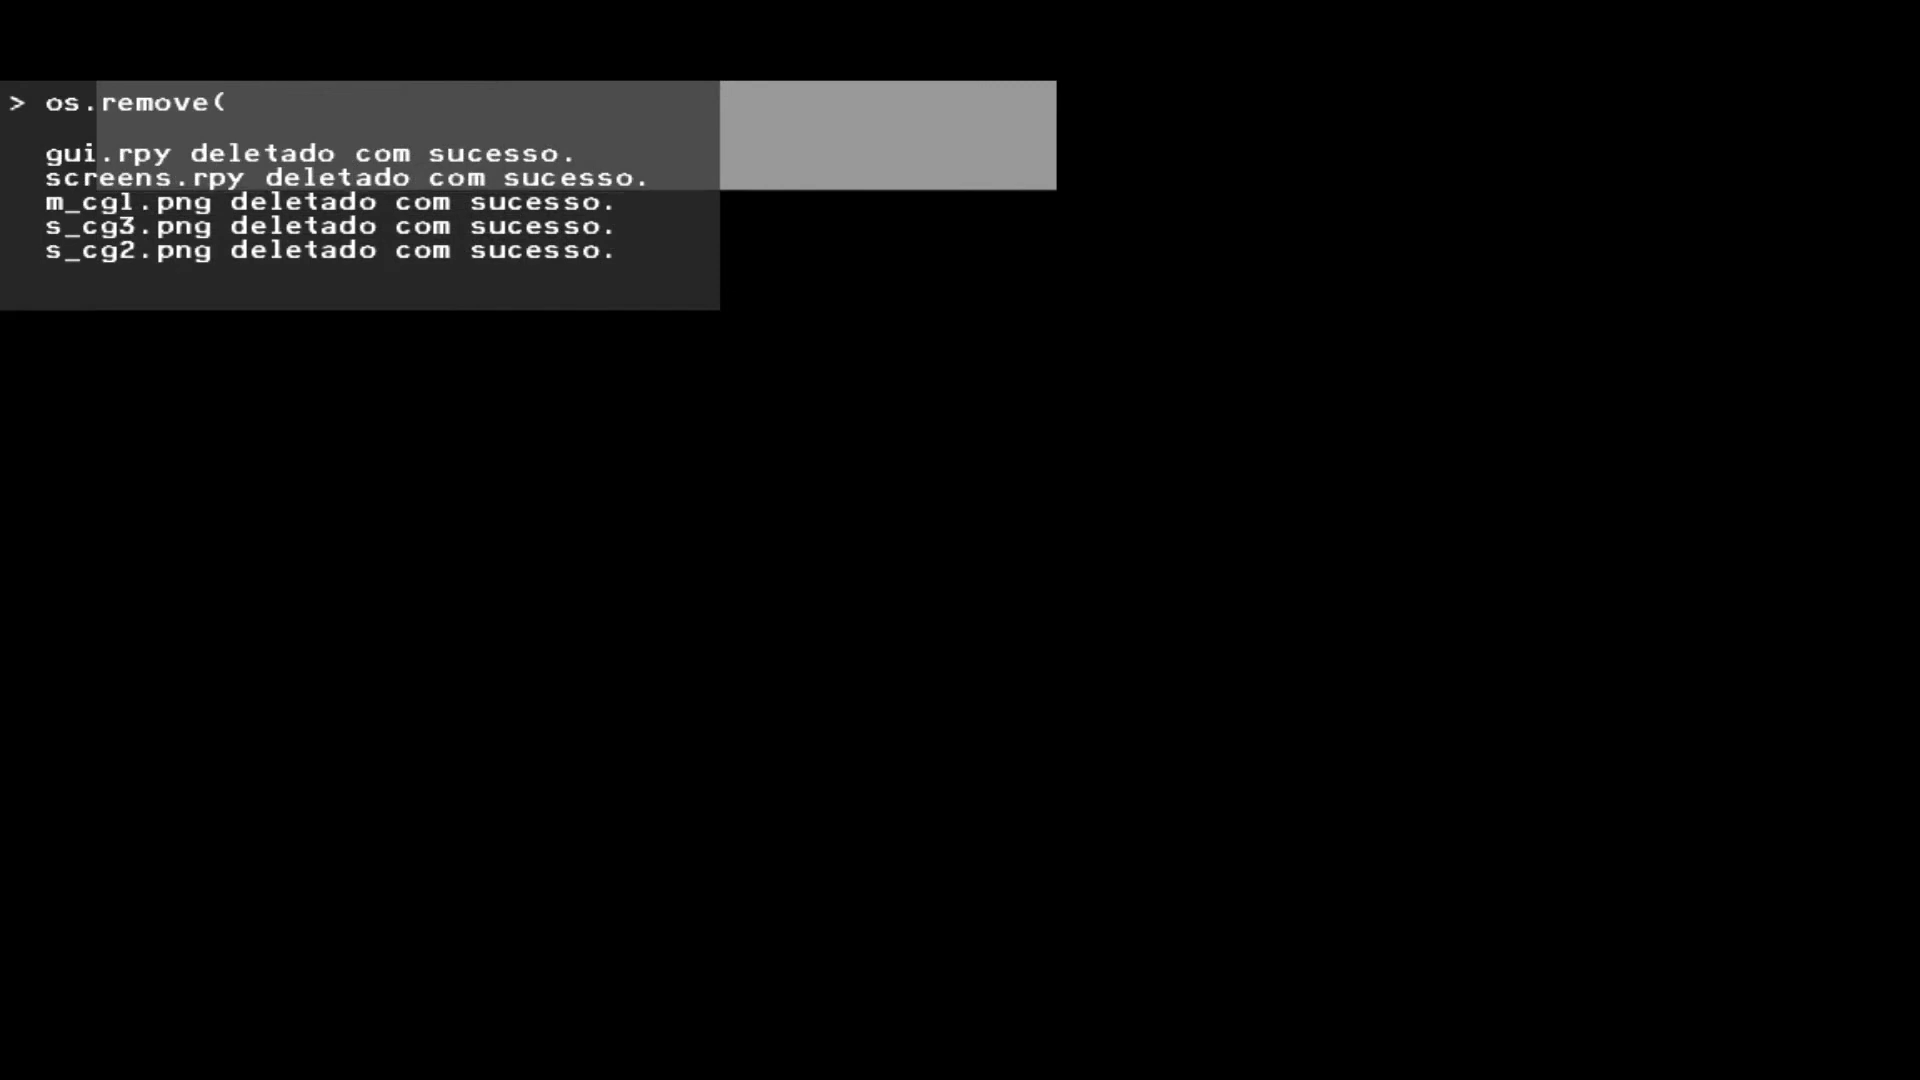 > os.remove(
gui.rpy deletado com sucesso.
screens.rpy deletado com sucesso.
m_cg1.png deletado com sucesso.
s_cg3.png deletado com sucesso.
s_cg2.png deletado com sucesso.